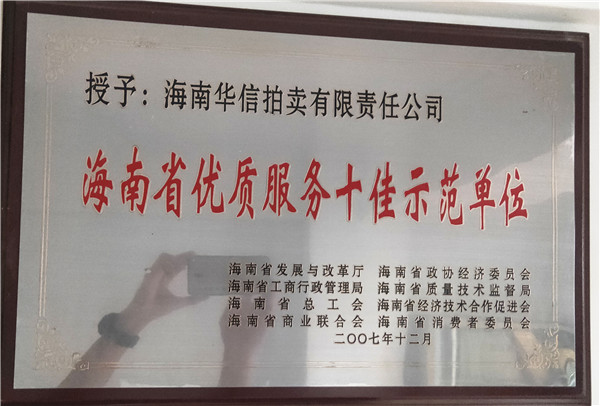 授予：海南华信拍卖有限责任公司
海南省优质服务十佳示范单位
海南省发展与改革厅 海南省政协经济委员会
海南省工商行政管理局 海南省质量技术监督局
海南省总工会 海南省经济技术合作促进会
海南省商业联合会 海南省消费者委员会
二〇〇七年十二月